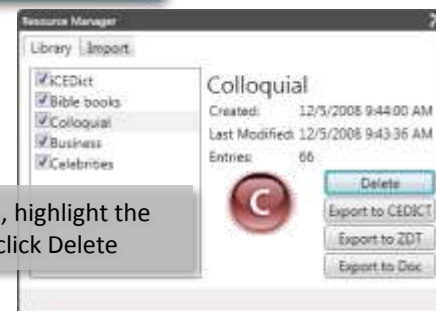 Resource Manager
Library Import
iCEDict
Bible books
Colloquial
Business
Celebrities
Colloquial
Created: 12/5/2008 9:44:00 AM
Last Modified: 12/5/2008 9:43:36 AM
Entries: 66
C
Delete
Export to CEDICT
Export to ZDT
Export to Doc
, highlight the
click Delete